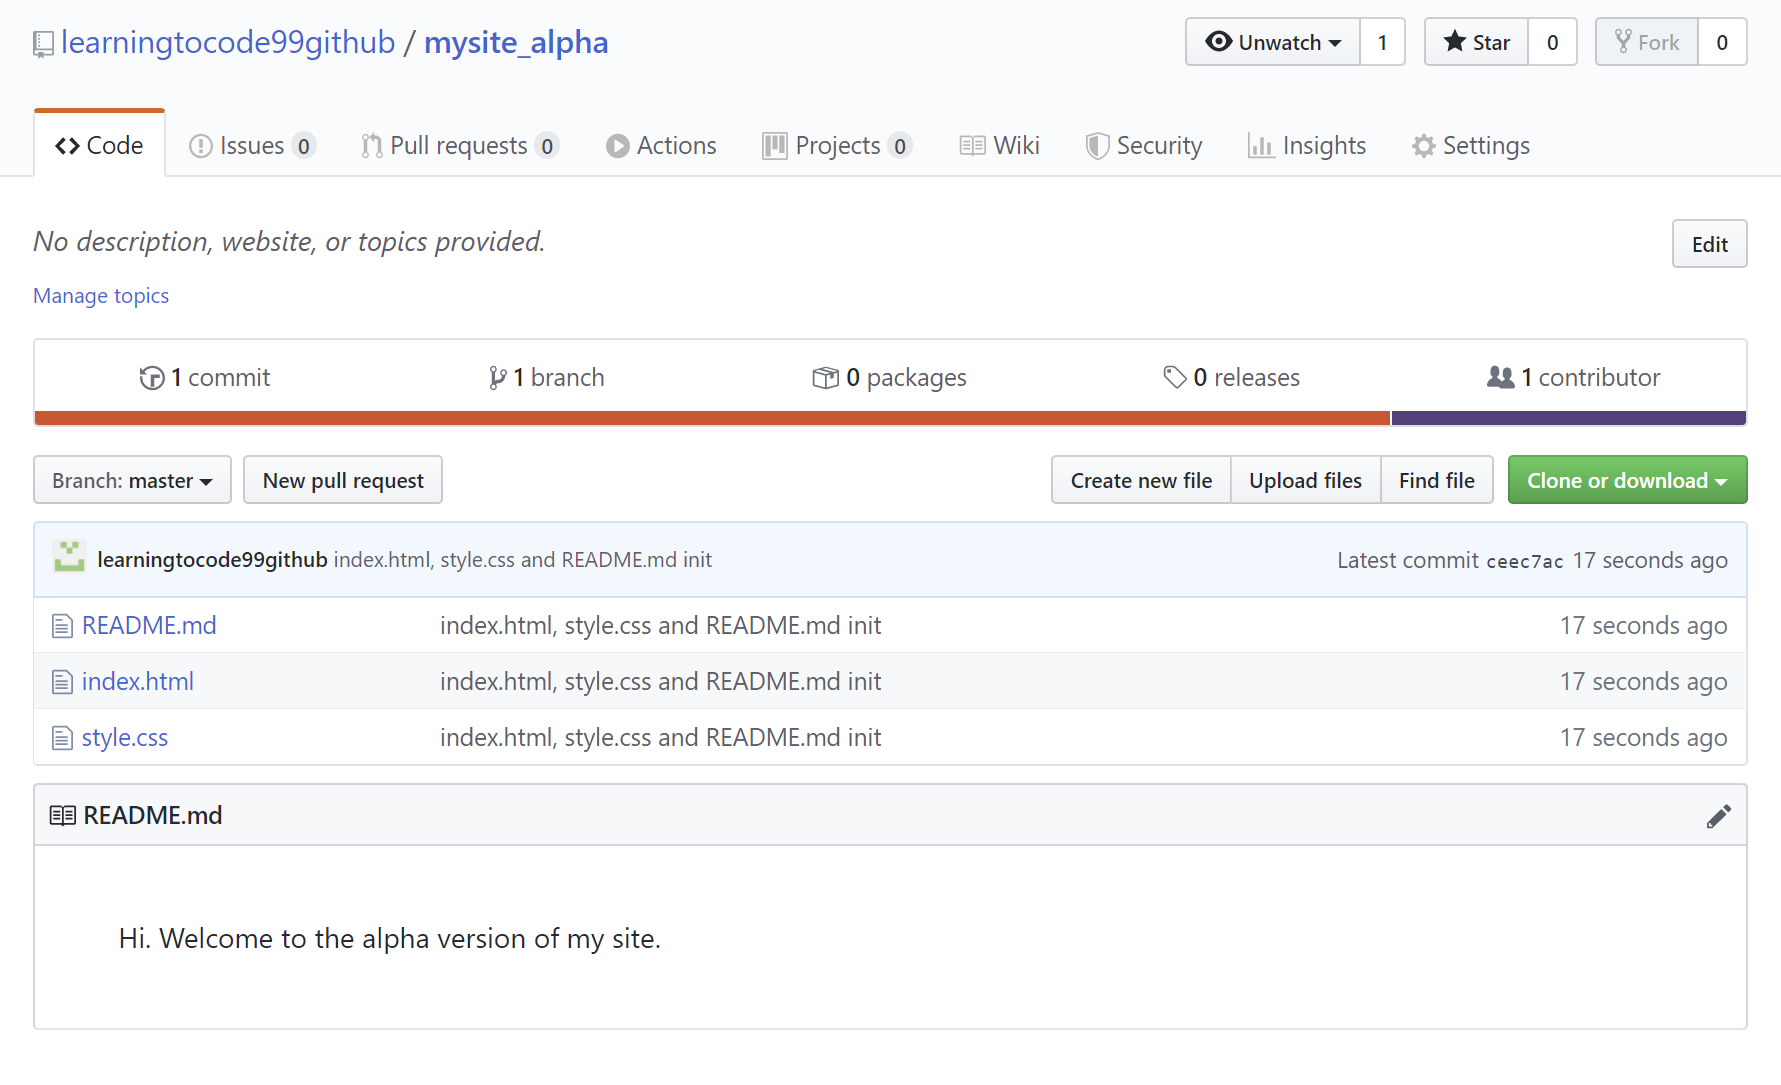 learningtocode99github / mysite_alpha
Unwatch 1 Star 0 Fork 0
Code Issues 0 Pull requests 0 Actions Projects 0 Wiki Security Insights Settings
No description, website, or topics provided.
Edit
Manage topics
1 commit 1 branch 0 packages 0 releases 1 contributor
Branch: master New pull request Create new file Upload files Find file Clone or download
learningtocode99github index.html, style.css and README.md init Latest commit ceec7ac 17 seconds ago
README.md index.html, style.css and README.md init 17 seconds ago
index.html index.html, style.css and README.md init 17 seconds ago
style.css index.html, style.css and README.md init 17 seconds ago
README.md
Hi. Welcome to the alpha version of my site.